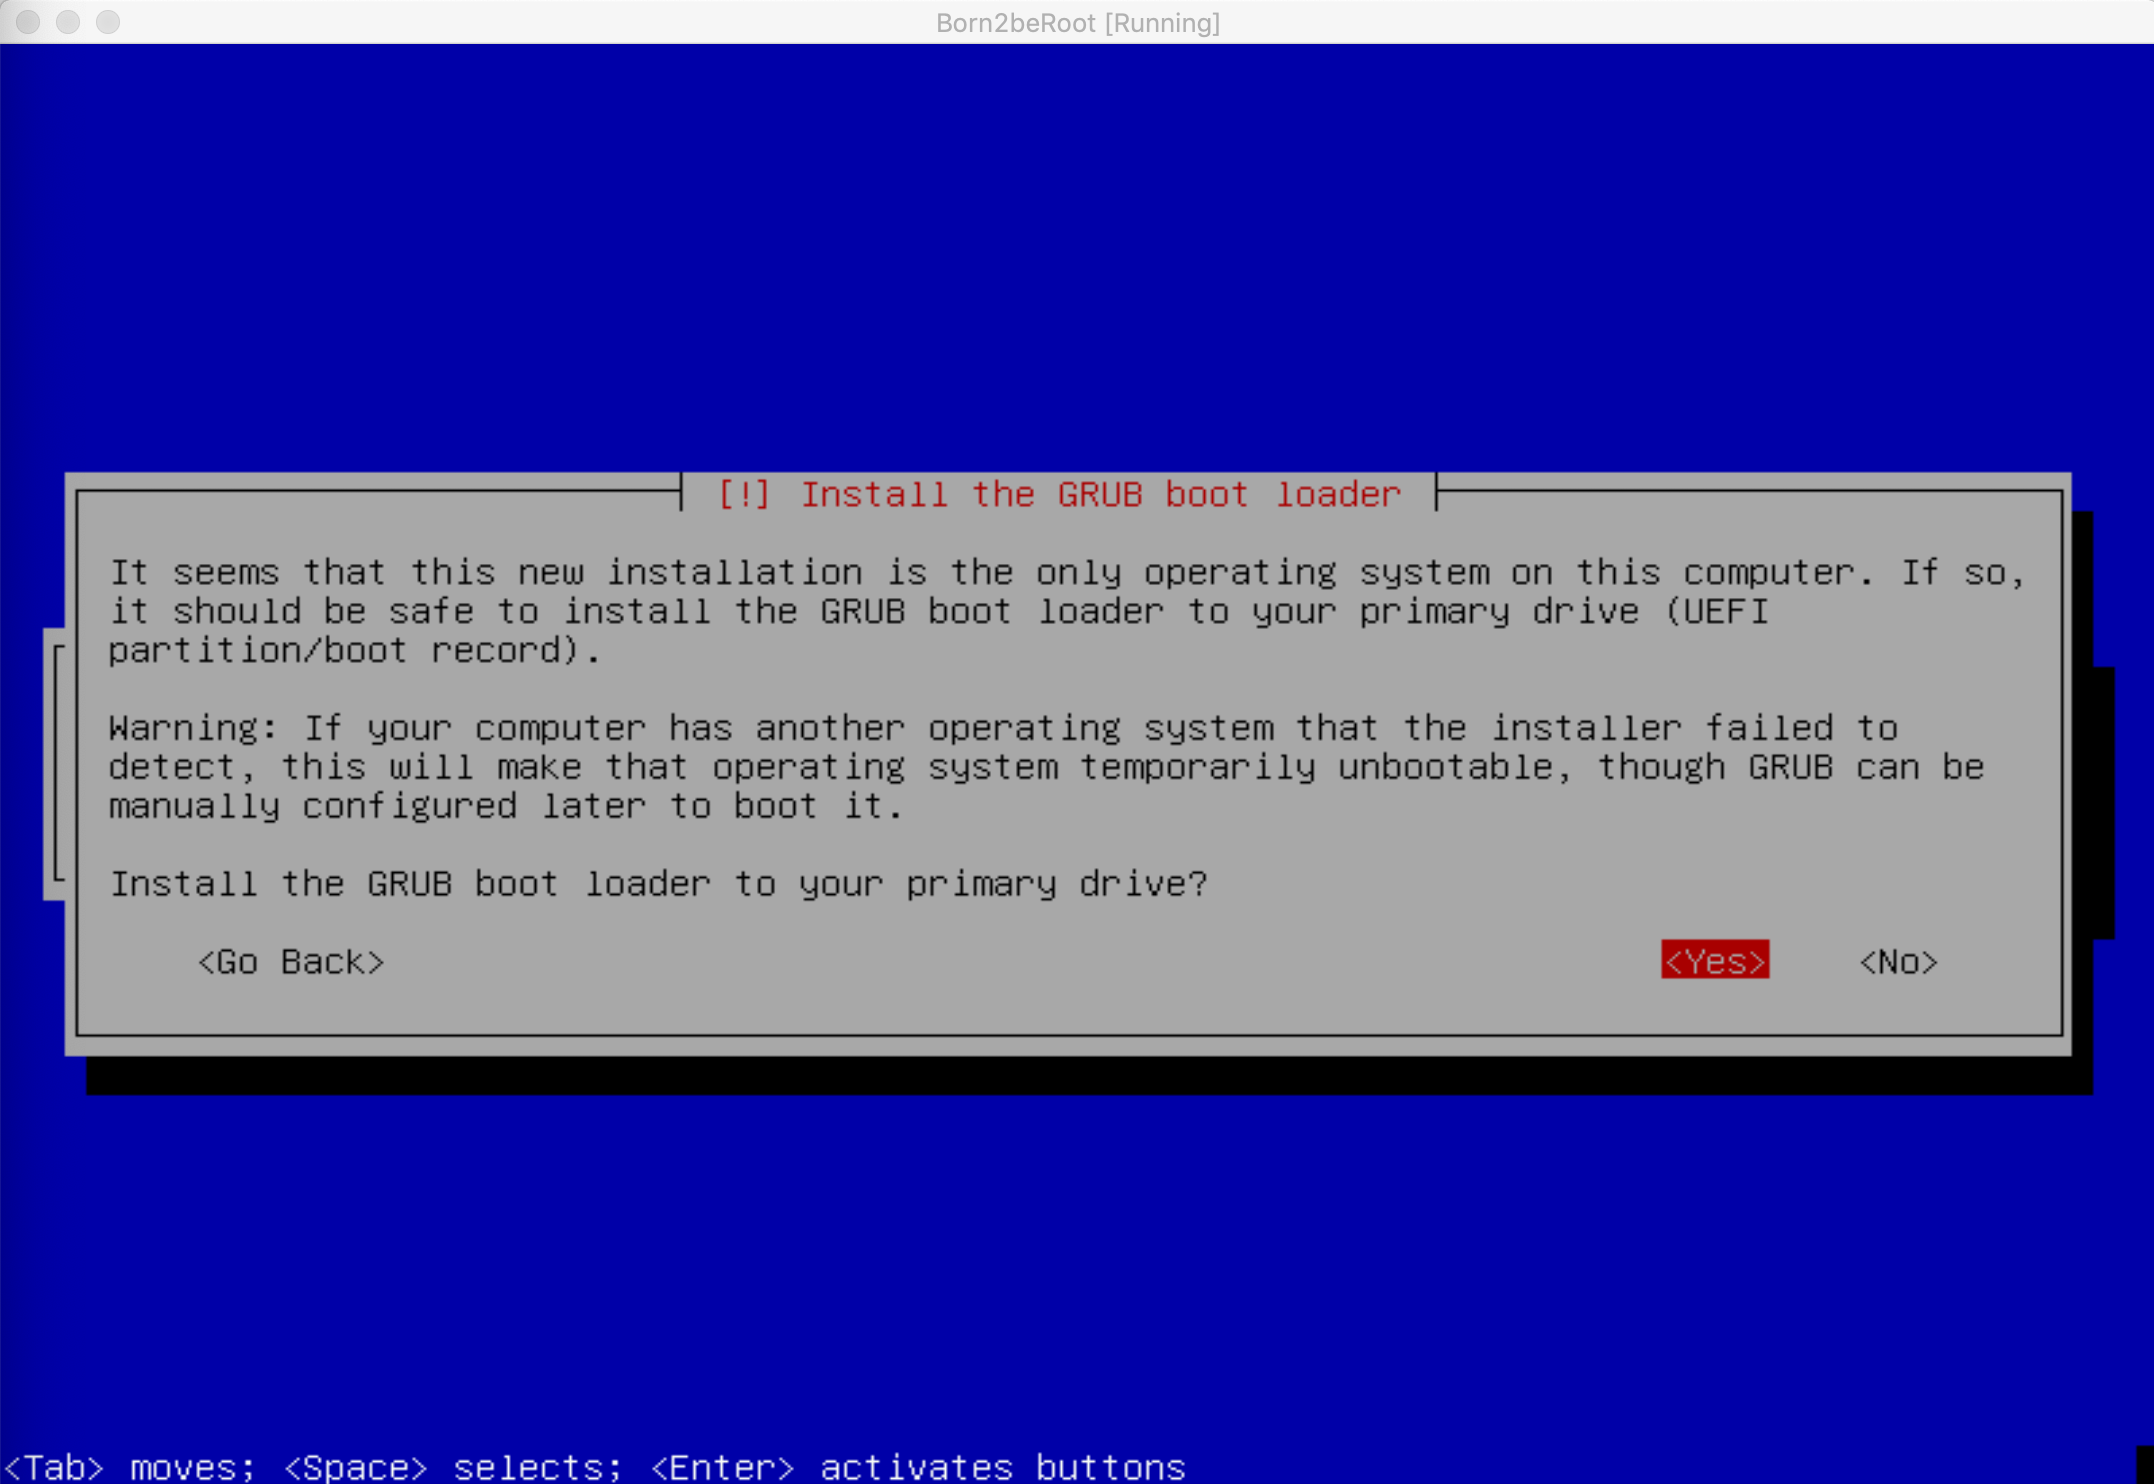 Born2beRoot [Running]
[!] Install the GRUB boot loader
It seems that this new installation is the only operating system on this computer. If so,
it should be safe to install the GRUB boot loader to your primary drive (UEFI
partition/boot record).
Warning: If your computer has another operating system that the installer failed to
detect, this will make that operating system temporarily unbootable, though GRUB can be
manually configured later to boot it.
Install the GRUB boot loader to your primary drive?
<Go Back> <Yes> <No>
<Tab> moves; <Space> selects; <Enter> activates buttons